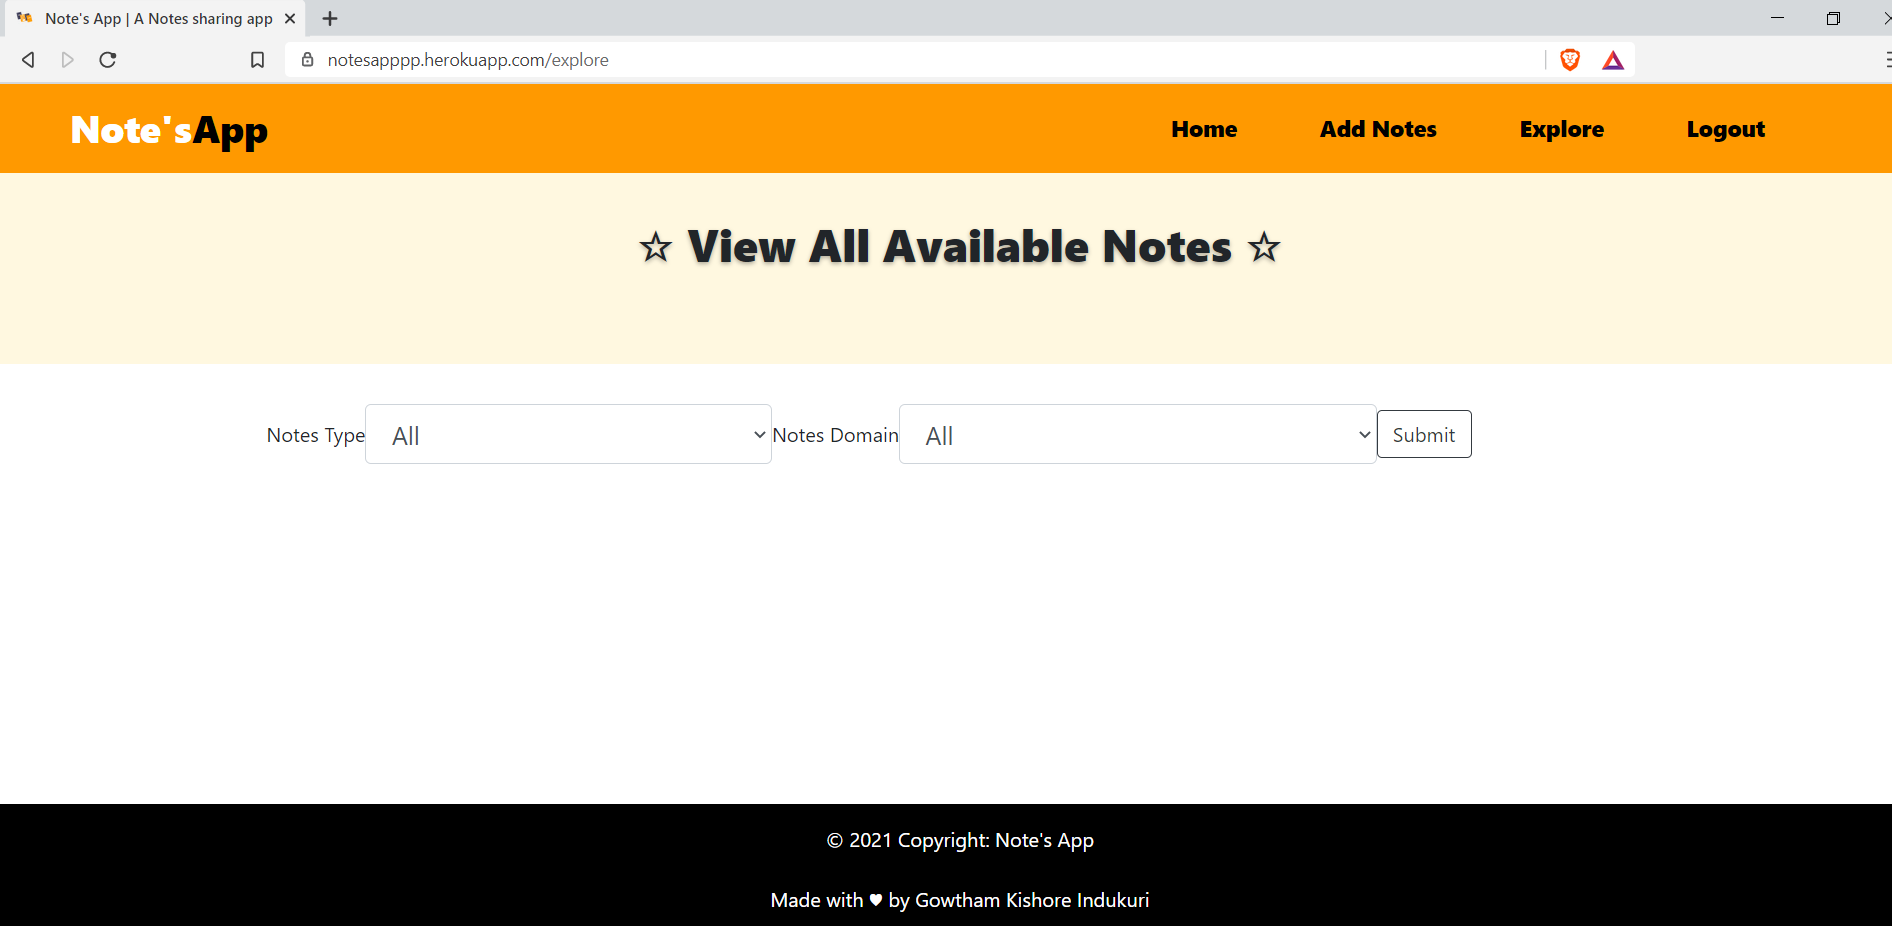 Note's App | A Notes sharing app
notesapppp.herokuapp.com/explore
Note'sApp Home Add Notes Explore Logout
☆ View All Available Notes ☆
Notes Type All Notes Domain All Submit
© 2021 Copyright: Note's App
Made with ♥ by Gowtham Kishore Indukuri